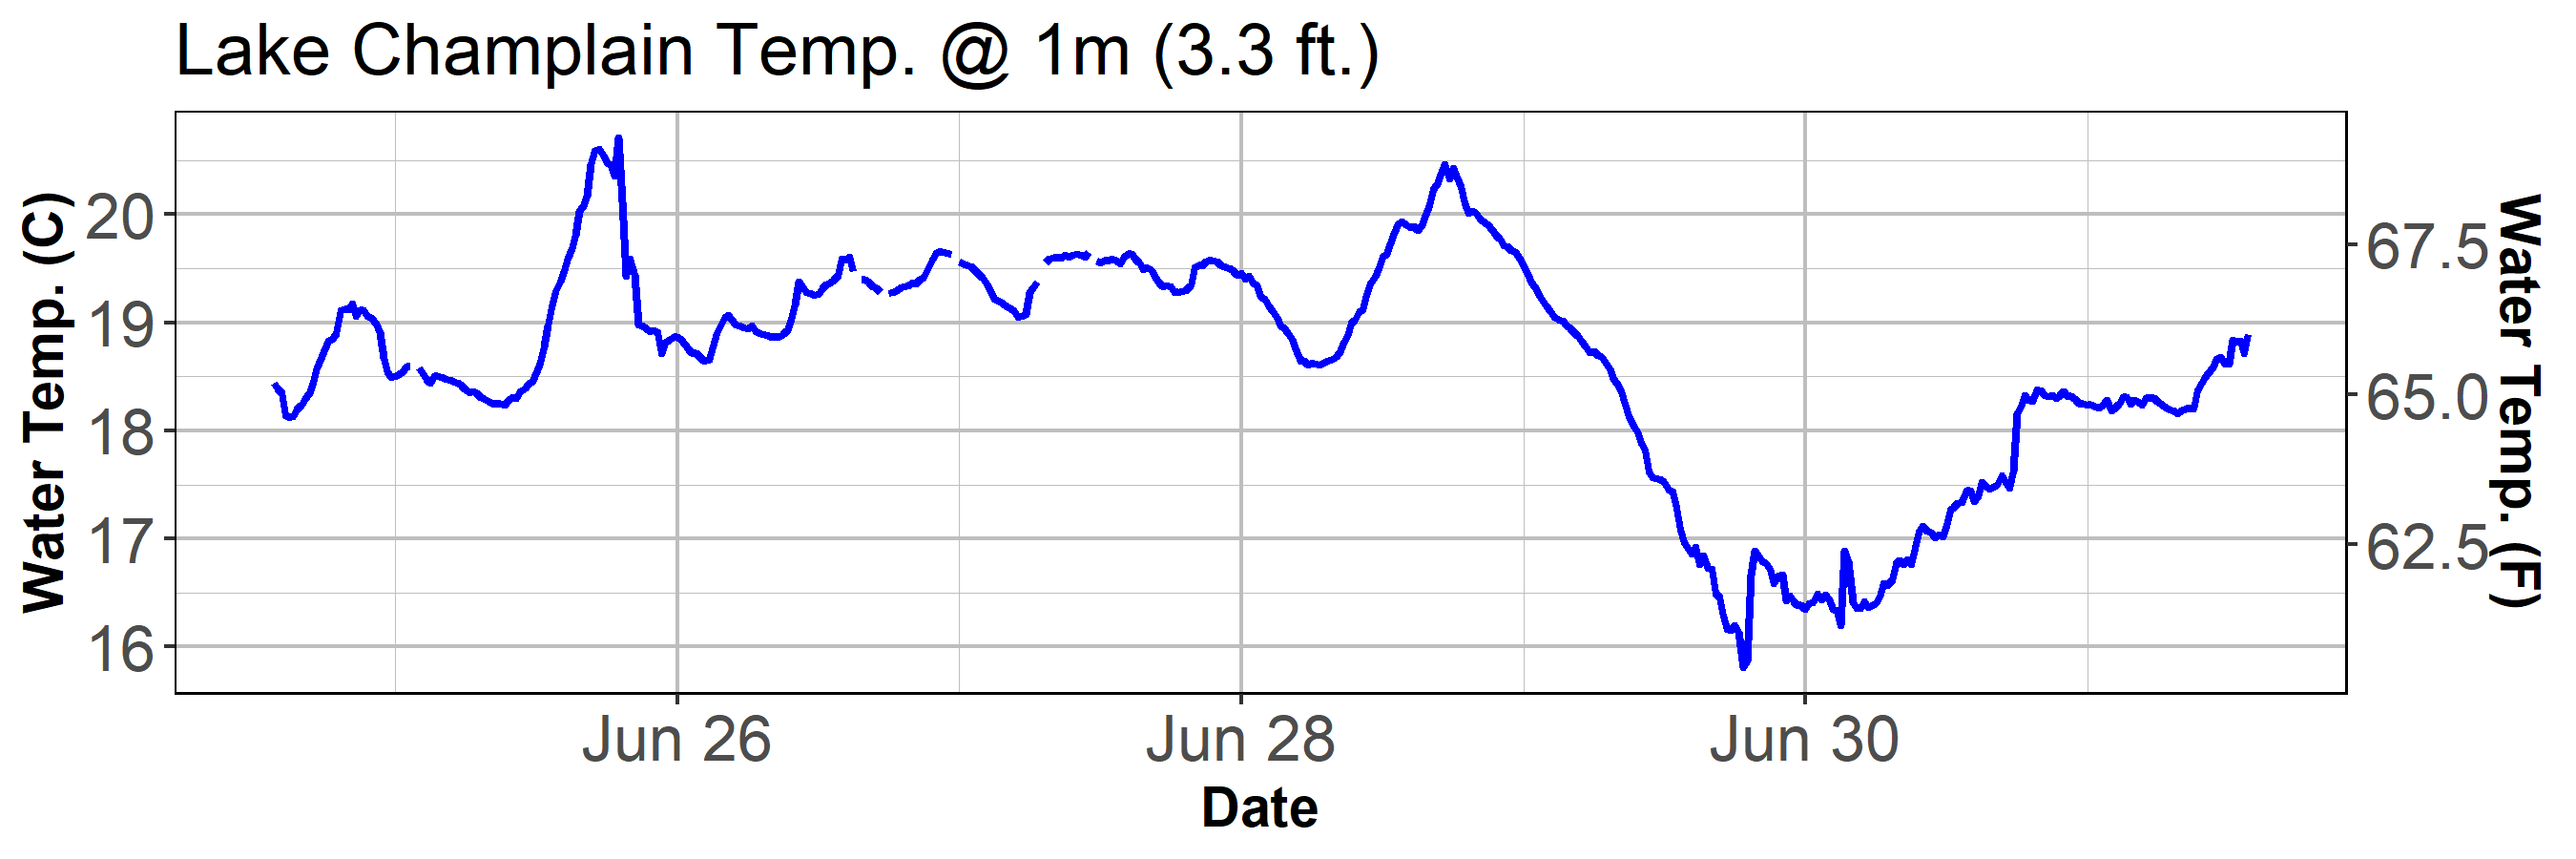 Lake Champlain Temp. @ 1m (3.3 ft.)
Water Temp. (C)
20
19
18
17
16
67.5
65.0
62.5
Water Temp. (F)
Jun 26
Jun 28
Jun 30
Date